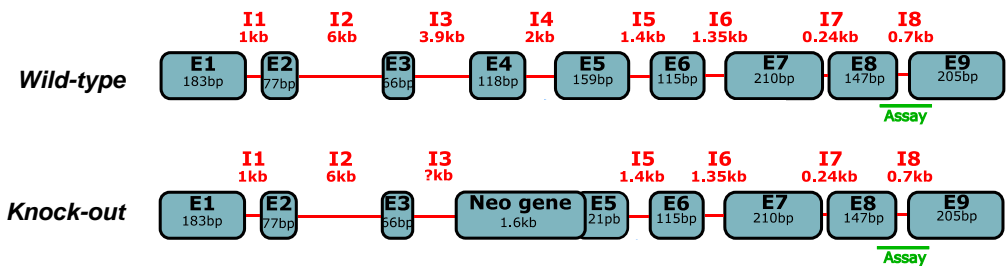 I1 I2 I3 I4 I5 I6 I7 I8
1kb 6kb 3.9kb 2kb 1.4kb 1.35kb 0.24kb 0.7kb
Wild-type E1 E2 E3 E4 E5 E6 E7 E8 E9
183bp 77bp 66bp 118bp 159bp 115bp 210bp 147bp 205bp
Assay
I1 I2 I3 I5 I6 I7 I8
1kb 6kb ?kb 1.4kb 1.35kb 0.24kb 0.7kb
Knock-out E1 E2 E3 Neo gene E5 E6 E7 E8 E9
183bp 77bp 66bp 1.6kb 21pb 115bp 210bp 147bp 205bp
Assay